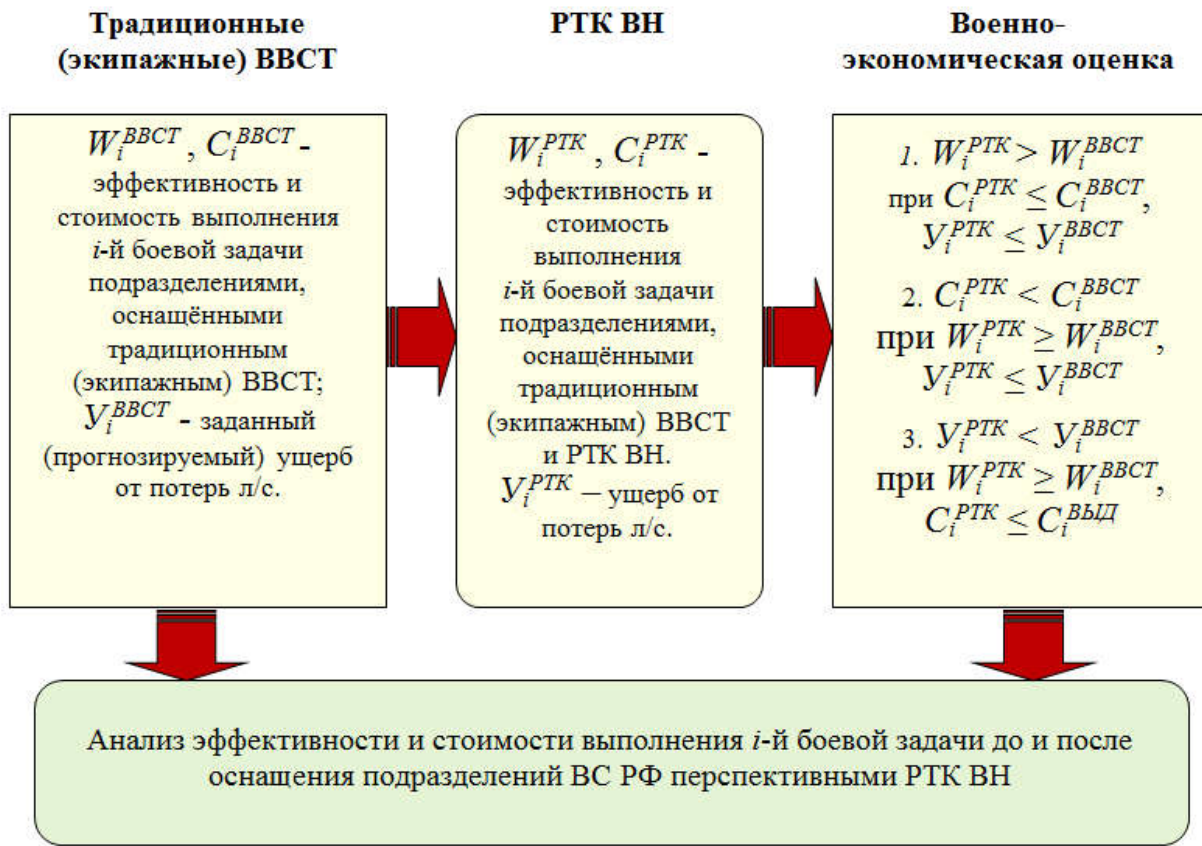 Традиционные
(экипажные) ВВСТ
РТК ВН
Военно-
экономическая оценка
W_i^{ВВСТ}, C_i^{ВВСТ} -
эффективность и
стоимость выполнения
i-й боевой задачи
подразделениями,
оснащёнными
традиционным
(экипажным) ВВСТ;
У_i^{ВВСТ} - заданный
(прогнозируемый) ущерб
от потерь л/с.
W_i^{РТК}, C_i^{РТК} -
эффективность и
стоимость
выполнения
i-й боевой задачи
подразделениями,
оснащёнными
традиционным
(экипажным) ВВСТ
и РТК ВН.
У_i^{РТК} – ущерб от
потерь л/с.
1. W_i^{РТК} > W_i^{ВВСТ}
при C_i^{РТК} ≤ C_i^{ВВСТ},
У_i^{РТК} ≤ У_i^{ВВСТ}
2. C_i^{РТК} < C_i^{ВВСТ}
при W_i^{РТК} ≥ W_i^{ВВСТ},
У_i^{РТК} ≤ У_i^{ВВСТ}
3. У_i^{РТК} < У_i^{ВВСТ}
при W_i^{РТК} ≥ W_i^{ВВСТ},
C_i^{РТК} ≤ C_i^{ВЫД}
Анализ эффективности и стоимости выполнения i-й боевой задачи до и после
оснащения подразделений ВС РФ перспективными РТК ВН